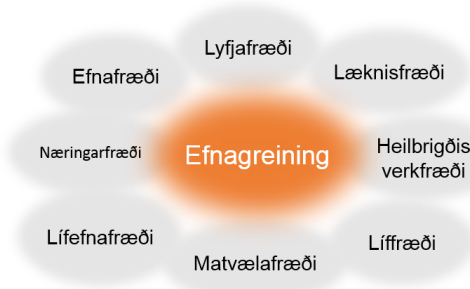 Lyfjafræði
Efnafræði
Læknisfræði
Næringarfræði
Efnagreining
Heilbrigðis
verkfræði
Lífefnafræði
Líffræði
Matvælafræði